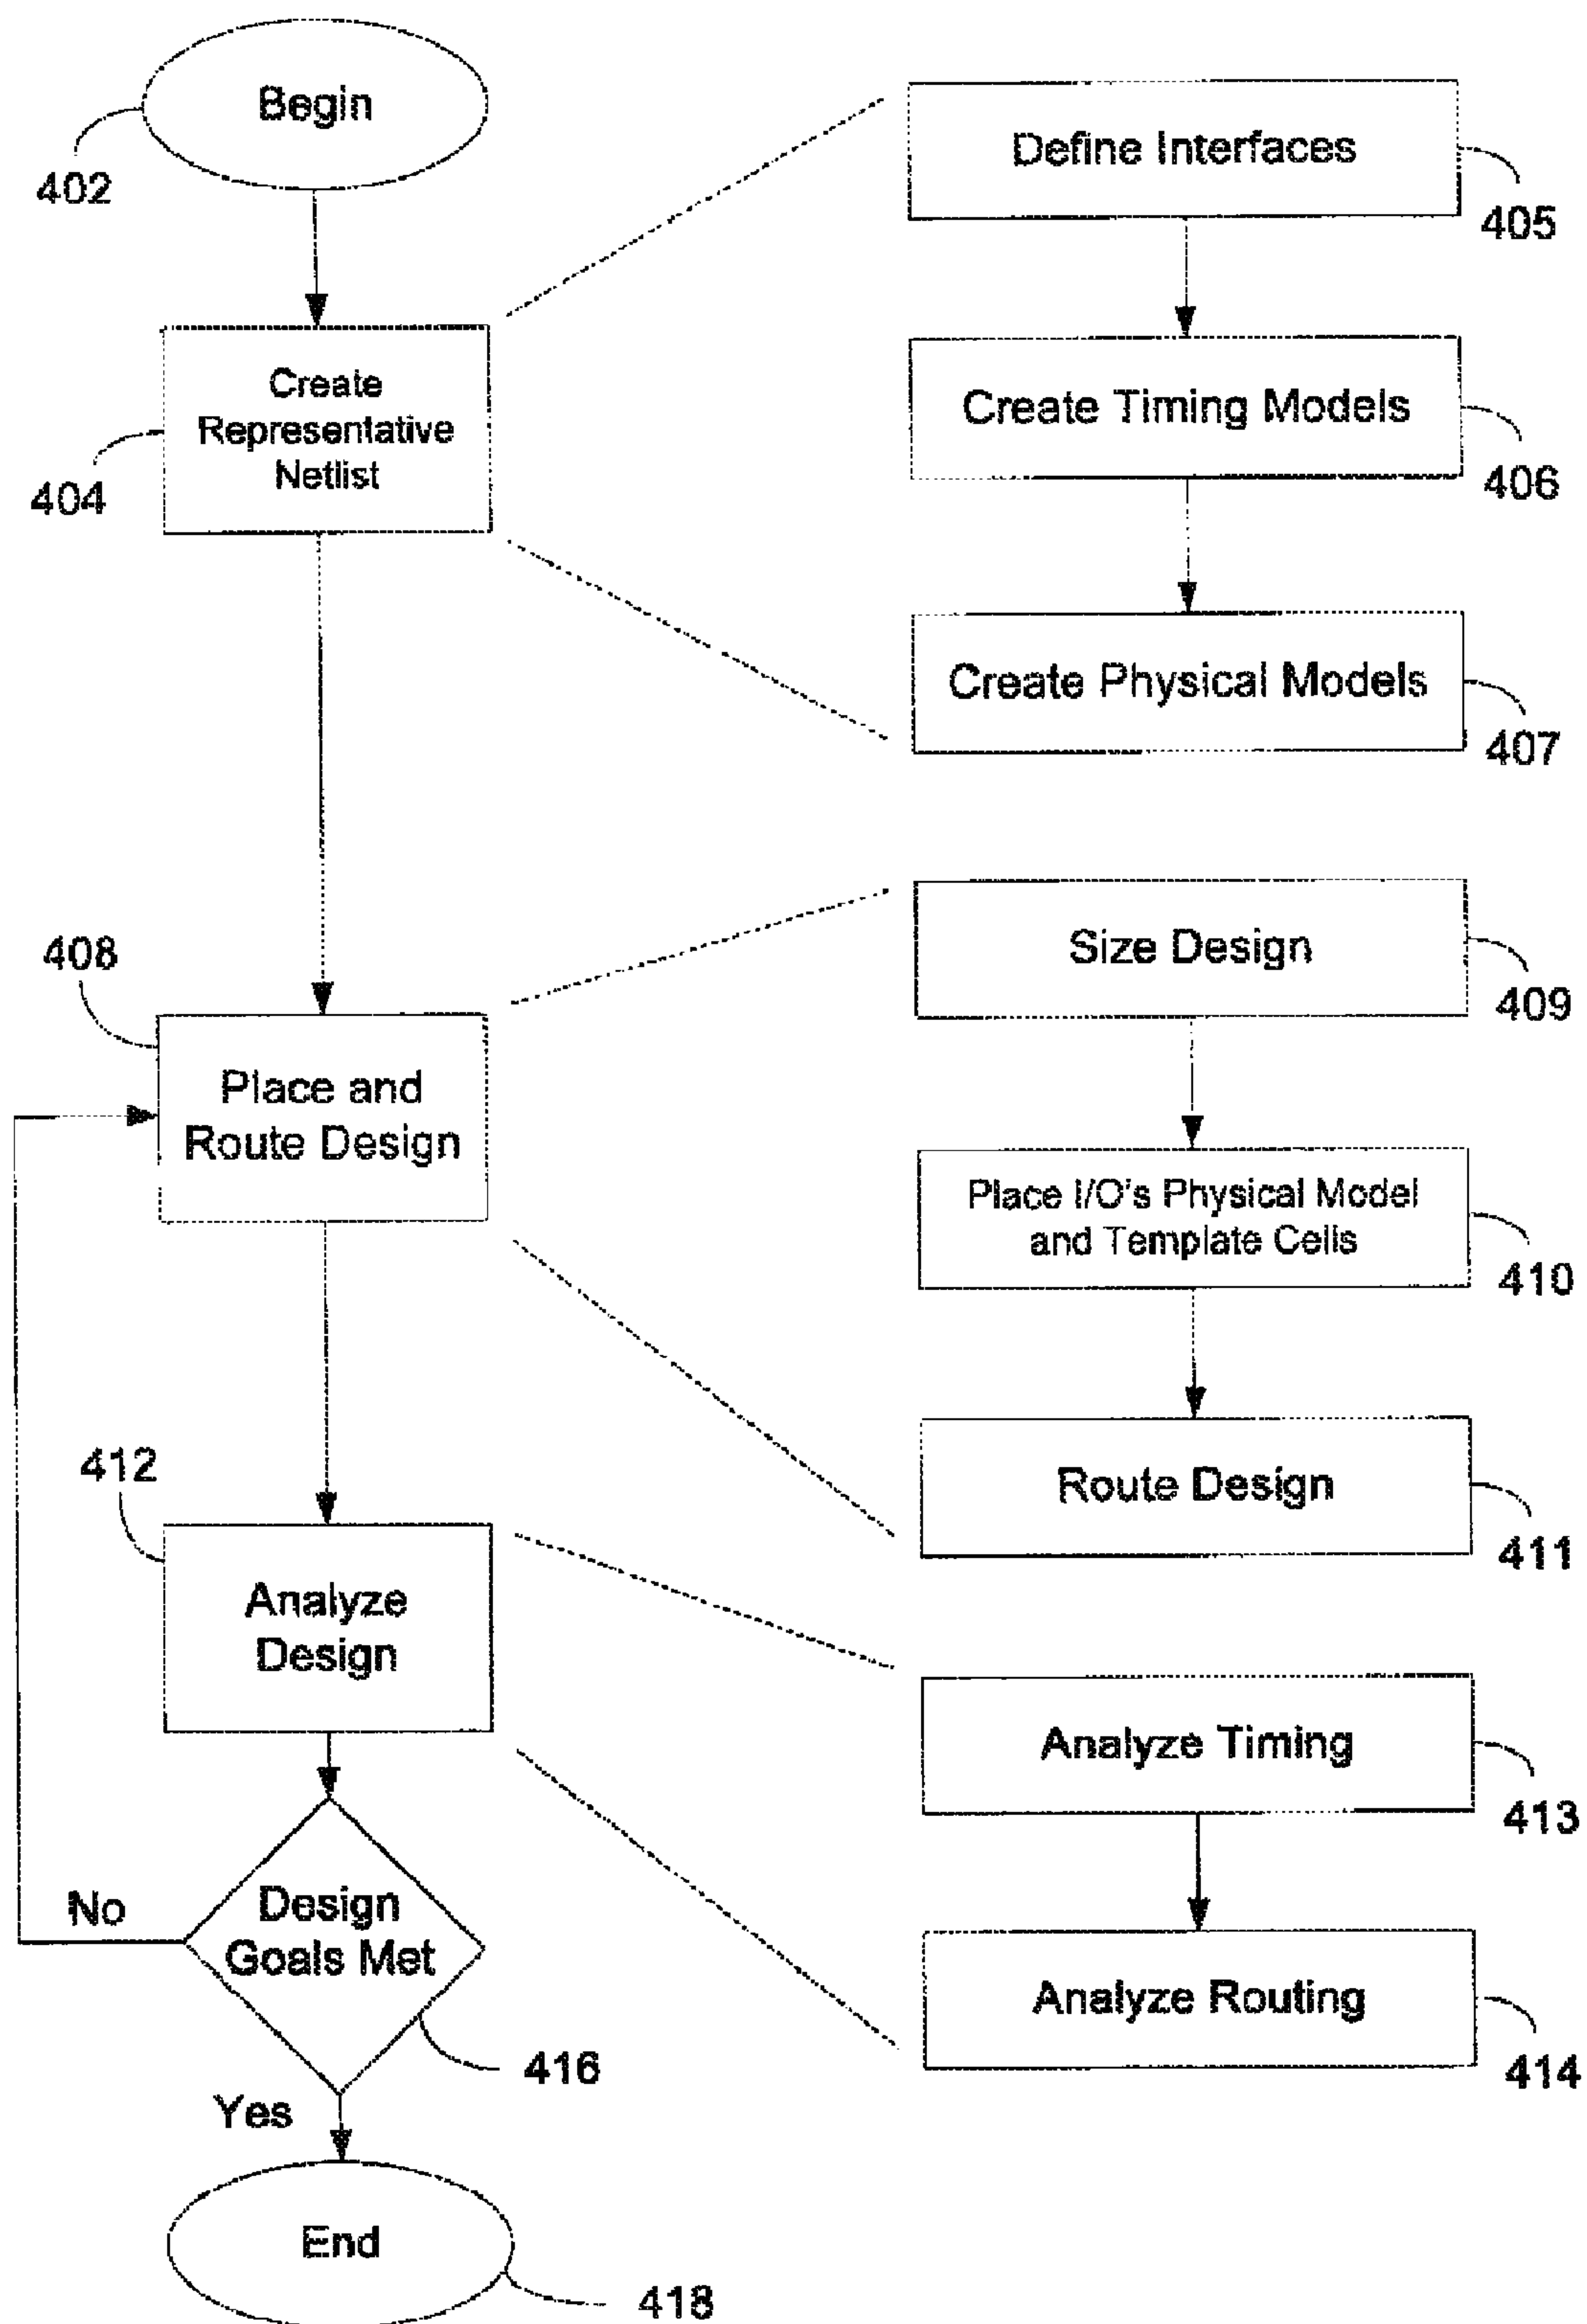 Begin
402
Create
Representative
Netlist
404
Define Interfaces
405
Create Timing Models
406
Create Physical Models
407
408
Place and
Route Design
Size Design
409
Place I/O's Physical Model
and Template Cells
410
Route Design
411
412
Analyze
Design
Analyze Timing
413
Analyze Routing
414
Design
Goals Met
No
416
Yes
End
418